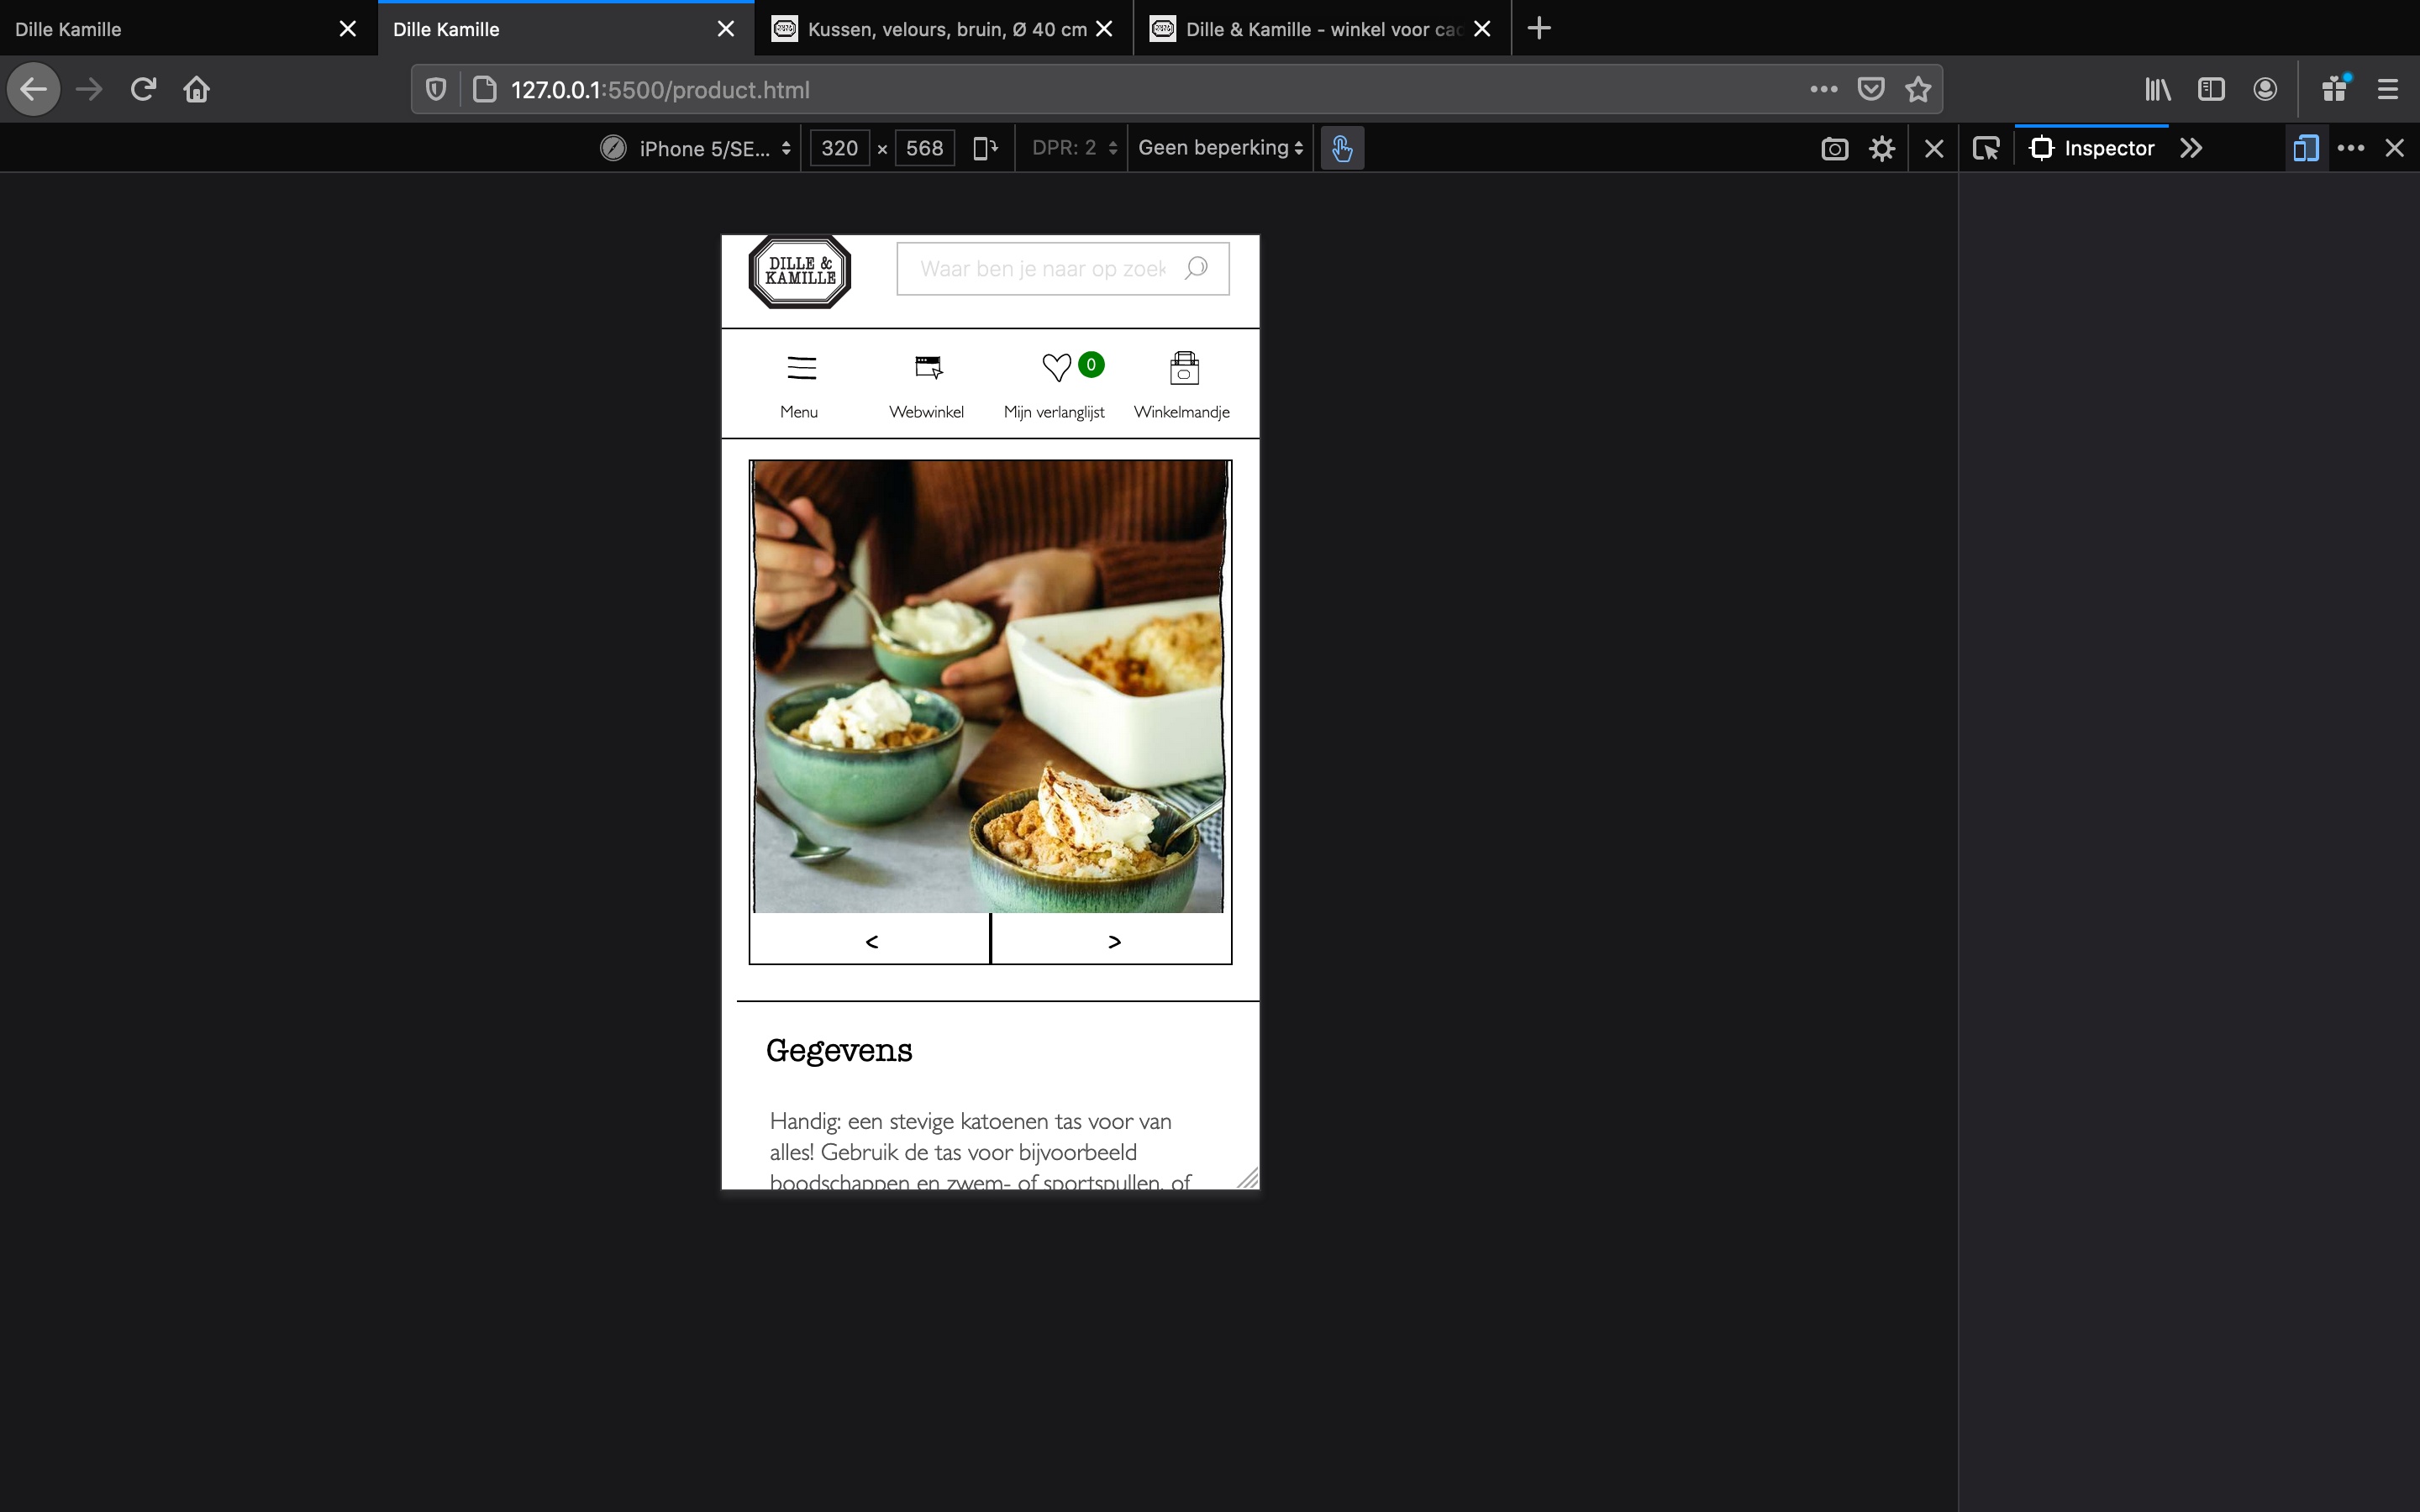 Dille Kamille
Dille Kamille
Kussen, velours, bruin, Ø 40 cm
Dille & Kamille - winkel voor cad
127.0.0.1:5500/product.html
iPhone 5/SE... 320 × 568 DPR: 2 Geen beperking Inspector
DILLE &
KAMILLE
Waar ben je naar op zoek
0
Menu Webwinkel Mijn verlanglijst Winkelmandje
< >
Gegevens
Handig: een stevige katoenen tas voor van
alles! Gebruik de tas voor bijvoorbeeld
boodschappen en zwem- of sportspullen, of